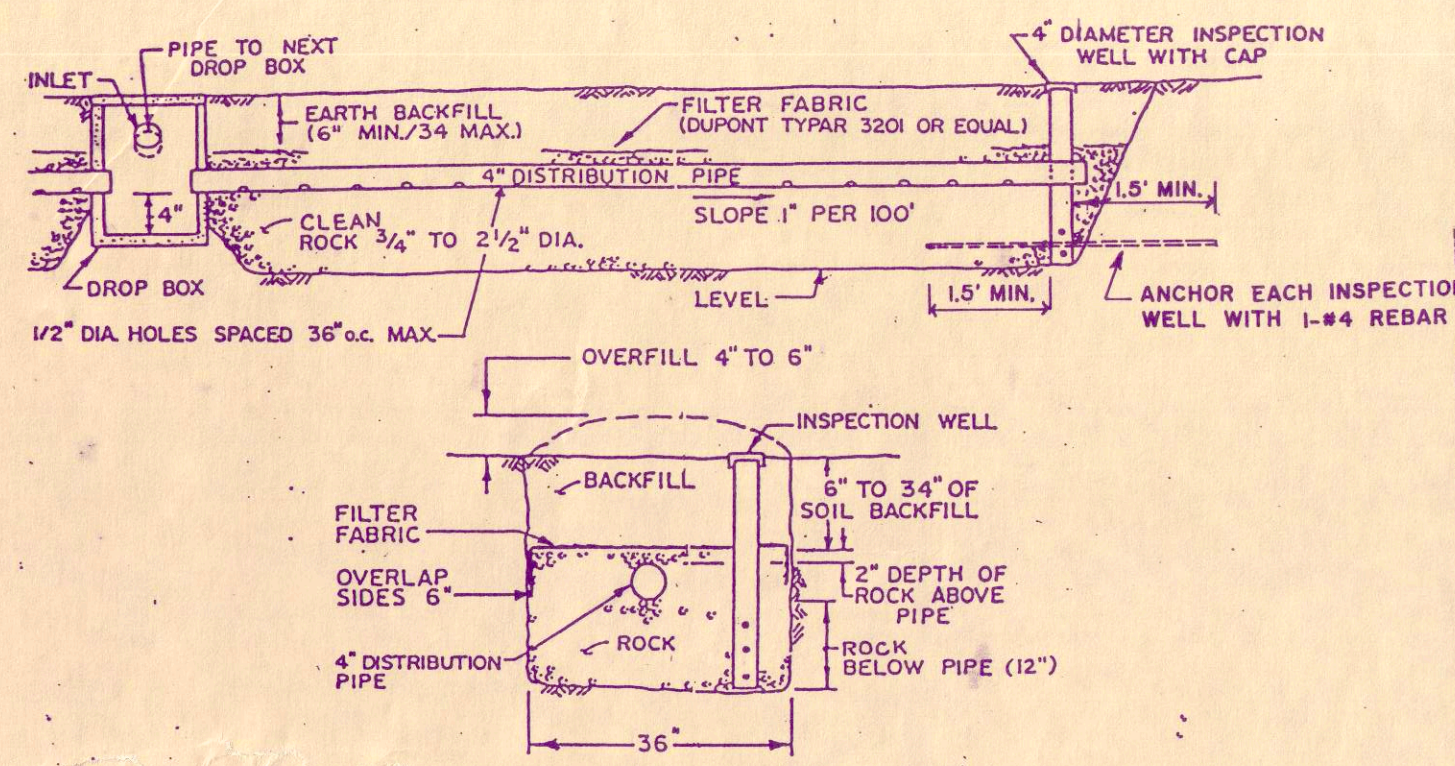 PIPE TO NEXT
DROP BOX
INLET
EARTH BACKFILL
(6" MIN./34 MAX.)
FILTER FABRIC
(DUPONT TYPAR 3201 OR EQUAL)
4" DIAMETER INSPECTION
WELL WITH CAP
4" DISTRIBUTION PIPE
1.5' MIN.
4"
CLEAN
ROCK 3/4" TO 2 1/2" DIA.
SLOPE 1" PER 100'
DROP BOX
LEVEL
1.5' MIN.
ANCHOR EACH INSPECTION
WELL WITH 1-#4 REBAR
1/2" DIA. HOLES SPACED 36" o.c. MAX.
OVERFILL 4" TO 6"
INSPECTION WELL
BACKFILL
6" TO 34" OF
SOIL BACKFILL
FILTER
FABRIC
OVERLAP
SIDES 6"
2" DEPTH OF
ROCK ABOVE
PIPE
ROCK
4" DISTRIBUTION
PIPE
ROCK
BELOW PIPE (12")
36"